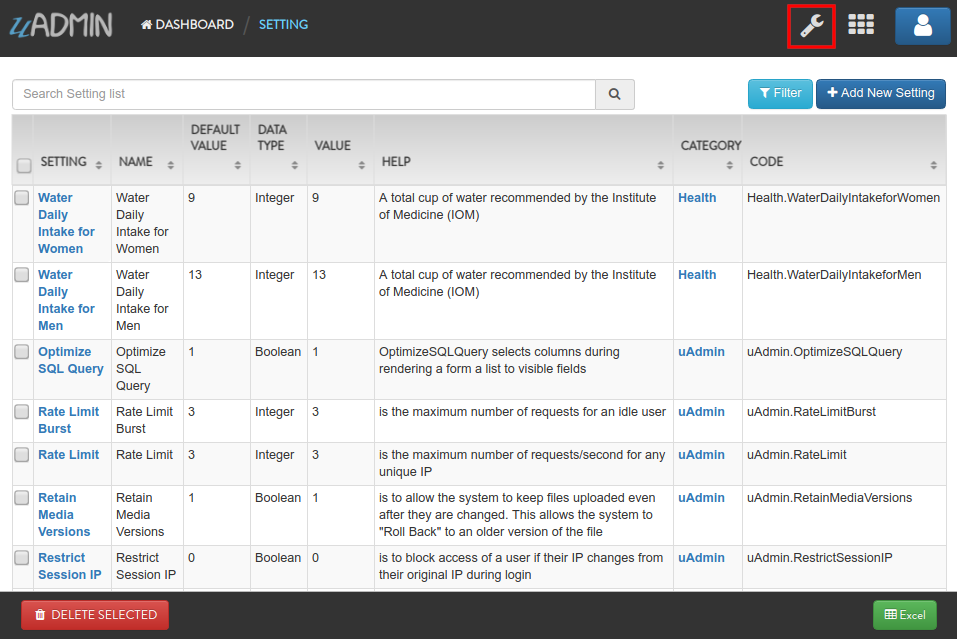 uADMIN
DASHBOARD / SETTING
Search Setting list
Filter
Add New Setting
SETTING
NAME
DEFAULT
VALUE
DATA
TYPE
VALUE
HELP
CATEGORY
CODE
Water
Daily
Intake for
Women
Water
Daily
Intake for
Women
9
Integer
9
A total cup of water recommended by the Institute
of Medicine (IOM)
Health
Health.WaterDailyIntakeforWomen
Water
Daily
Intake for
Men
Water
Daily
Intake for
Men
13
Integer
13
A total cup of water recommended by the Institute
of Medicine (IOM)
Health
Health.WaterDailyIntakeforMen
Optimize
SQL Query
Optimize
SQL
Query
1
Boolean
1
OptimizeSQLQuery selects columns during
rendering a form a list to visible fields
uAdmin
uAdmin.OptimizeSQLQuery
Rate Limit
Burst
Rate Limit
Burst
3
Integer
3
is the maximum number of requests for an idle user
uAdmin
uAdmin.RateLimitBurst
Rate Limit
Rate Limit
3
Integer
3
is the maximum number of requests/second for any
unique IP
uAdmin
uAdmin.RateLimit
Retain
Media
Versions
Retain
Media
Versions
1
Boolean
1
is to allow the system to keep files uploaded even
after they are changed. This allows the system to
"Roll Back" to an older version of the file
uAdmin
uAdmin.RetainMediaVersions
Restrict
Session IP
Restrict
Session IP
0
Boolean
0
is to block access of a user if their IP changes from
their original IP during login
uAdmin
uAdmin.RestrictSessionIP
DELETE SELECTED
Excel